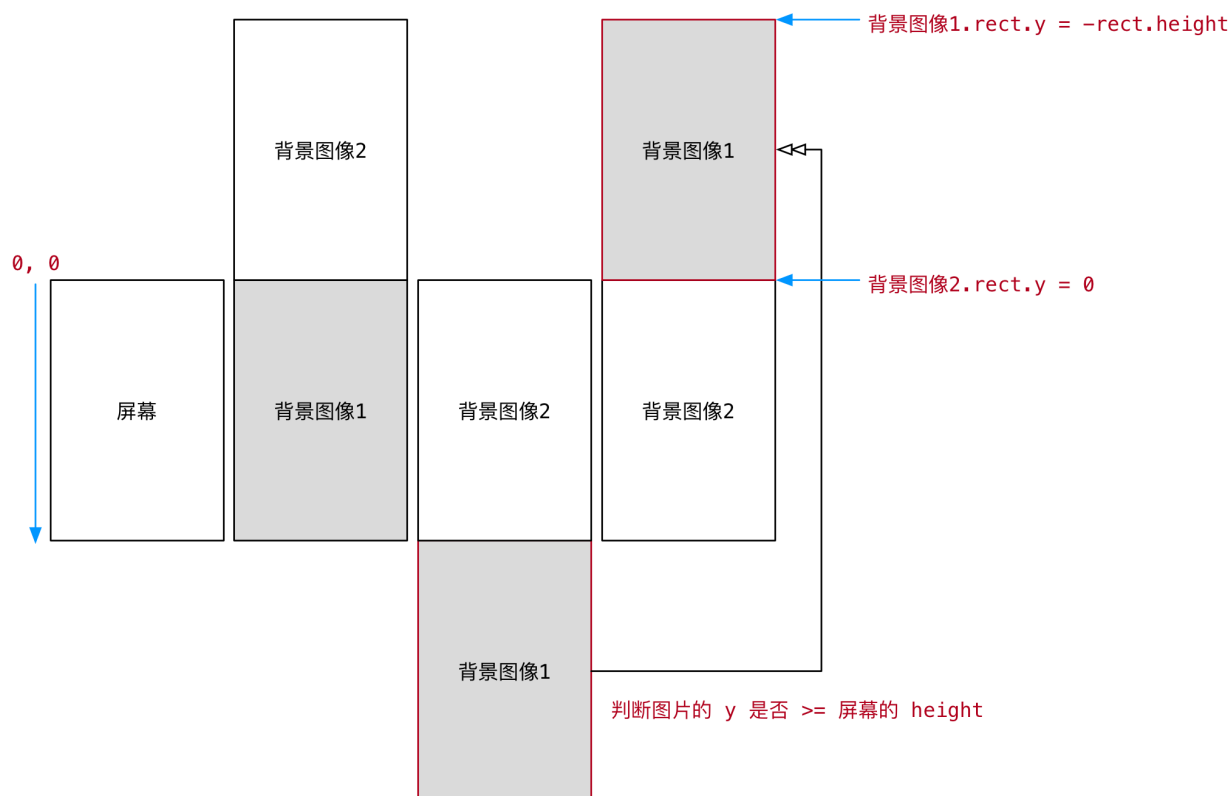 背景图像1.rect.y = -rect.height
背景图像2
背景图像1
0, 0
背景图像2.rect.y = 0
屏幕
背景图像1
背景图像2
背景图像2
背景图像1
判断图片的 y 是否 >= 屏幕的 height